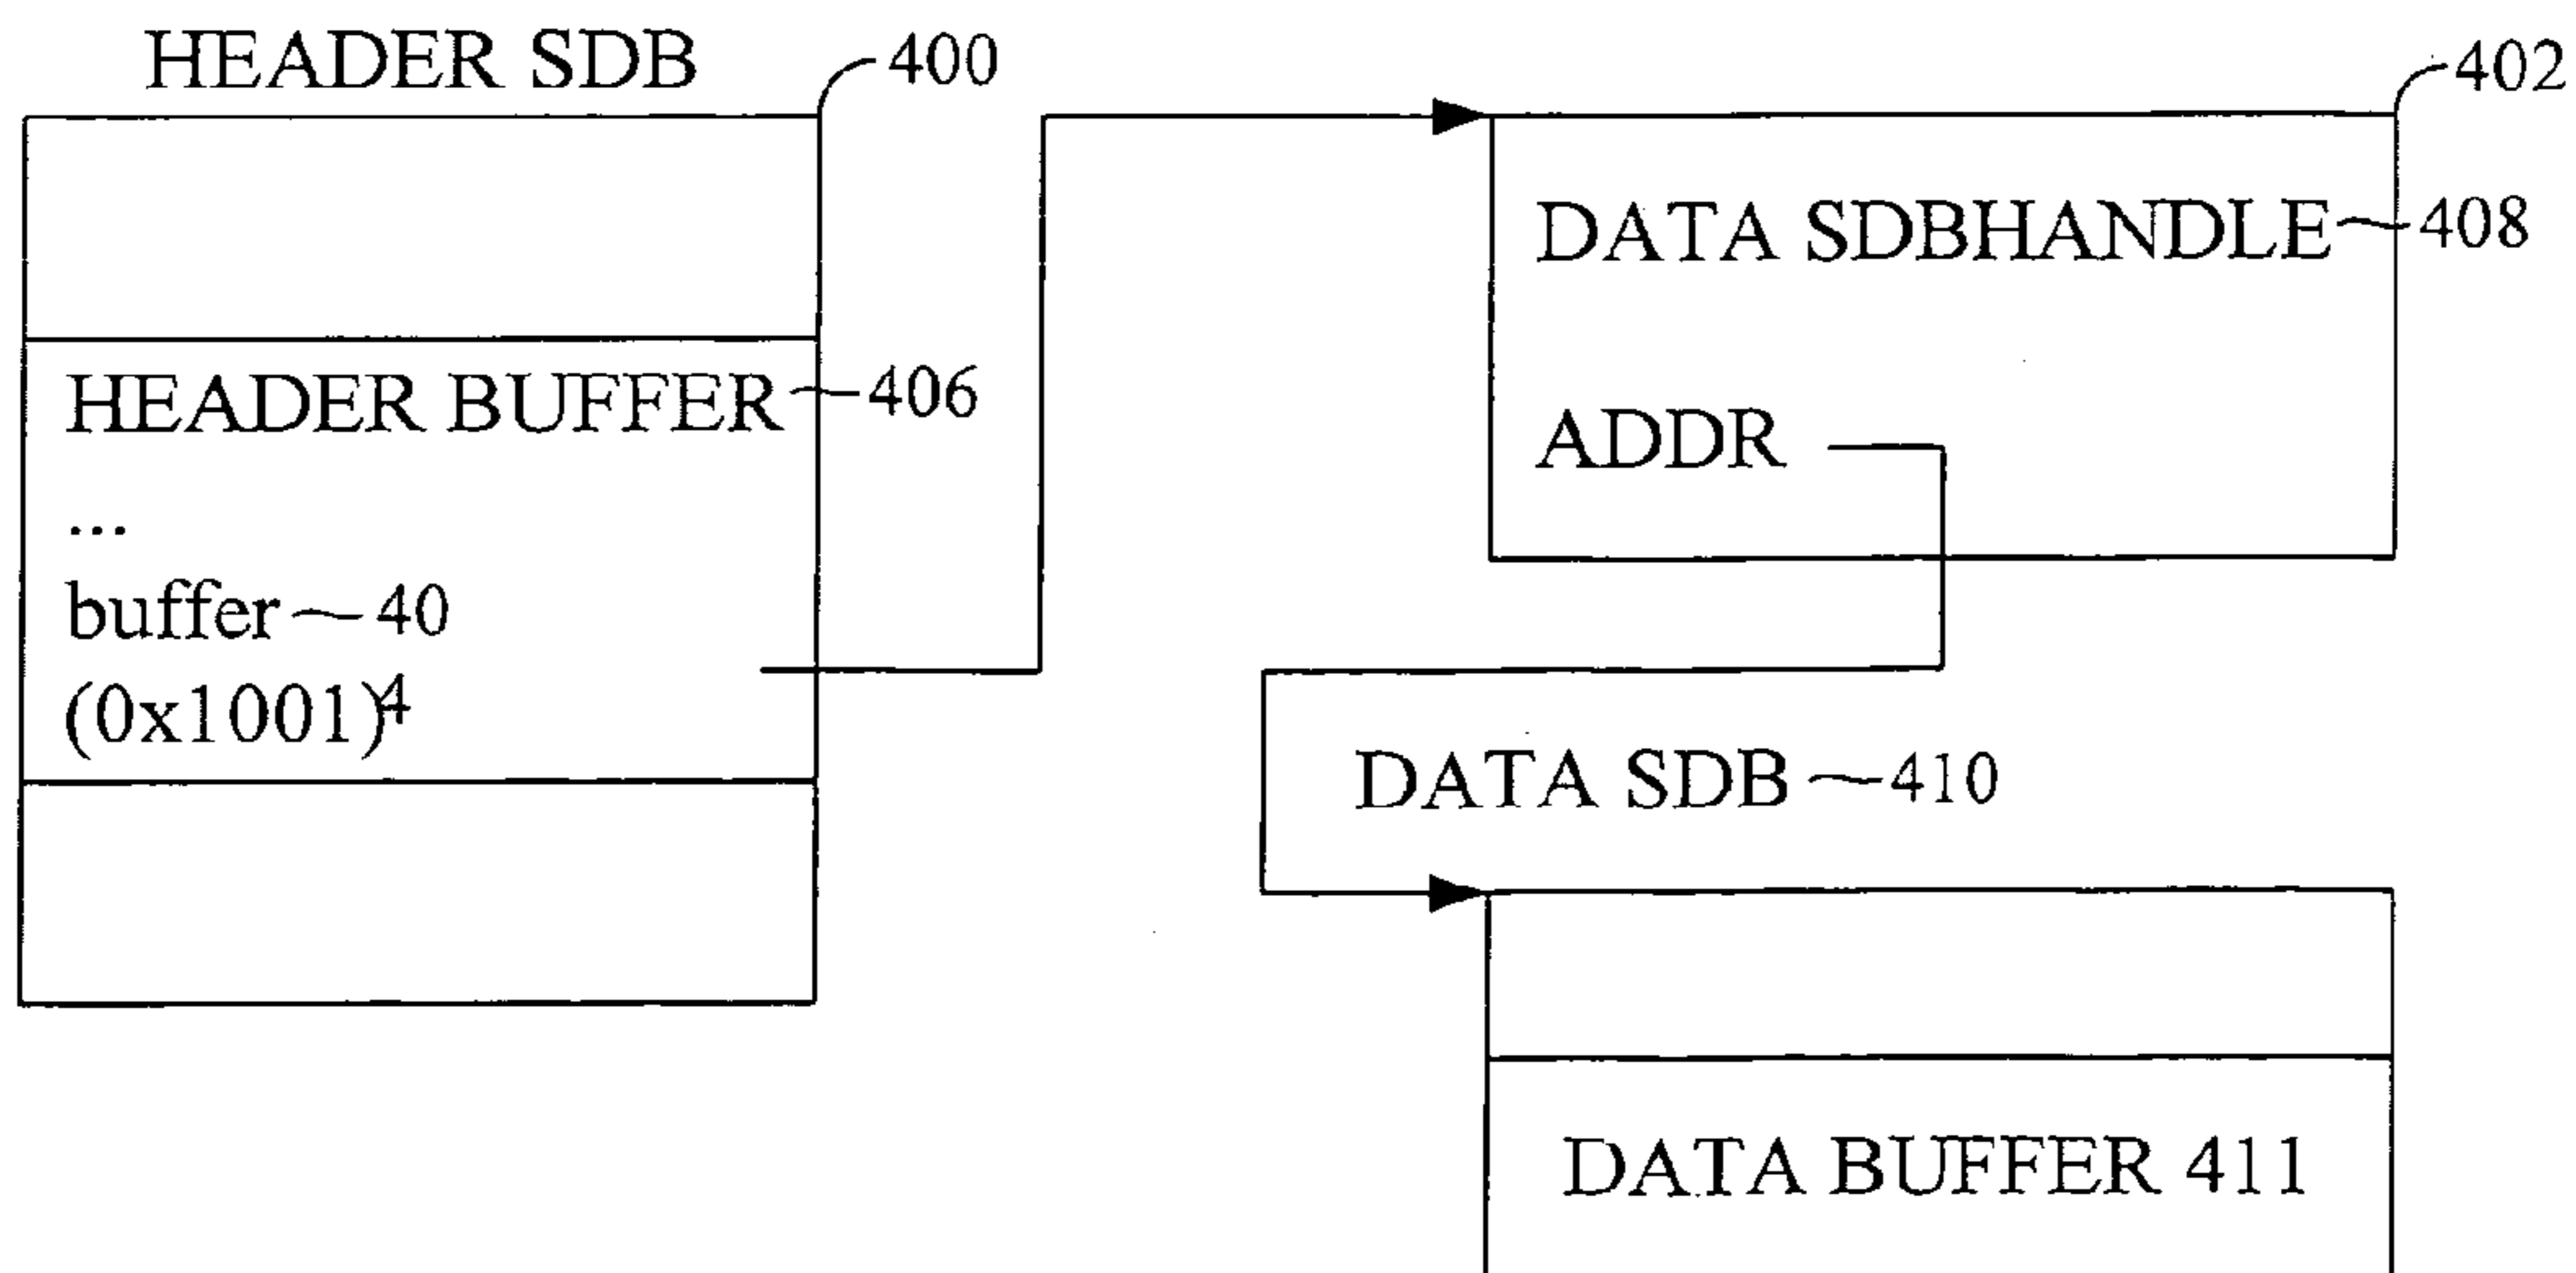 HEADER SDB 400
HEADER BUFFER 406
...
buffer 40
(0x1001) 4
402
DATA SDBHANDLE 408
ADDR
DATA SDB 410
DATA BUFFER 411